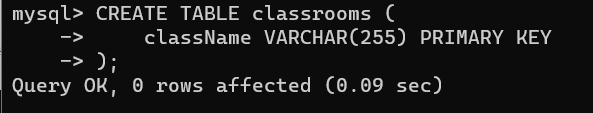 mysql> CREATE TABLE classrooms (
    ->     className VARCHAR(255) PRIMARY KEY
    -> );
Query OK, 0 rows affected (0.09 sec)